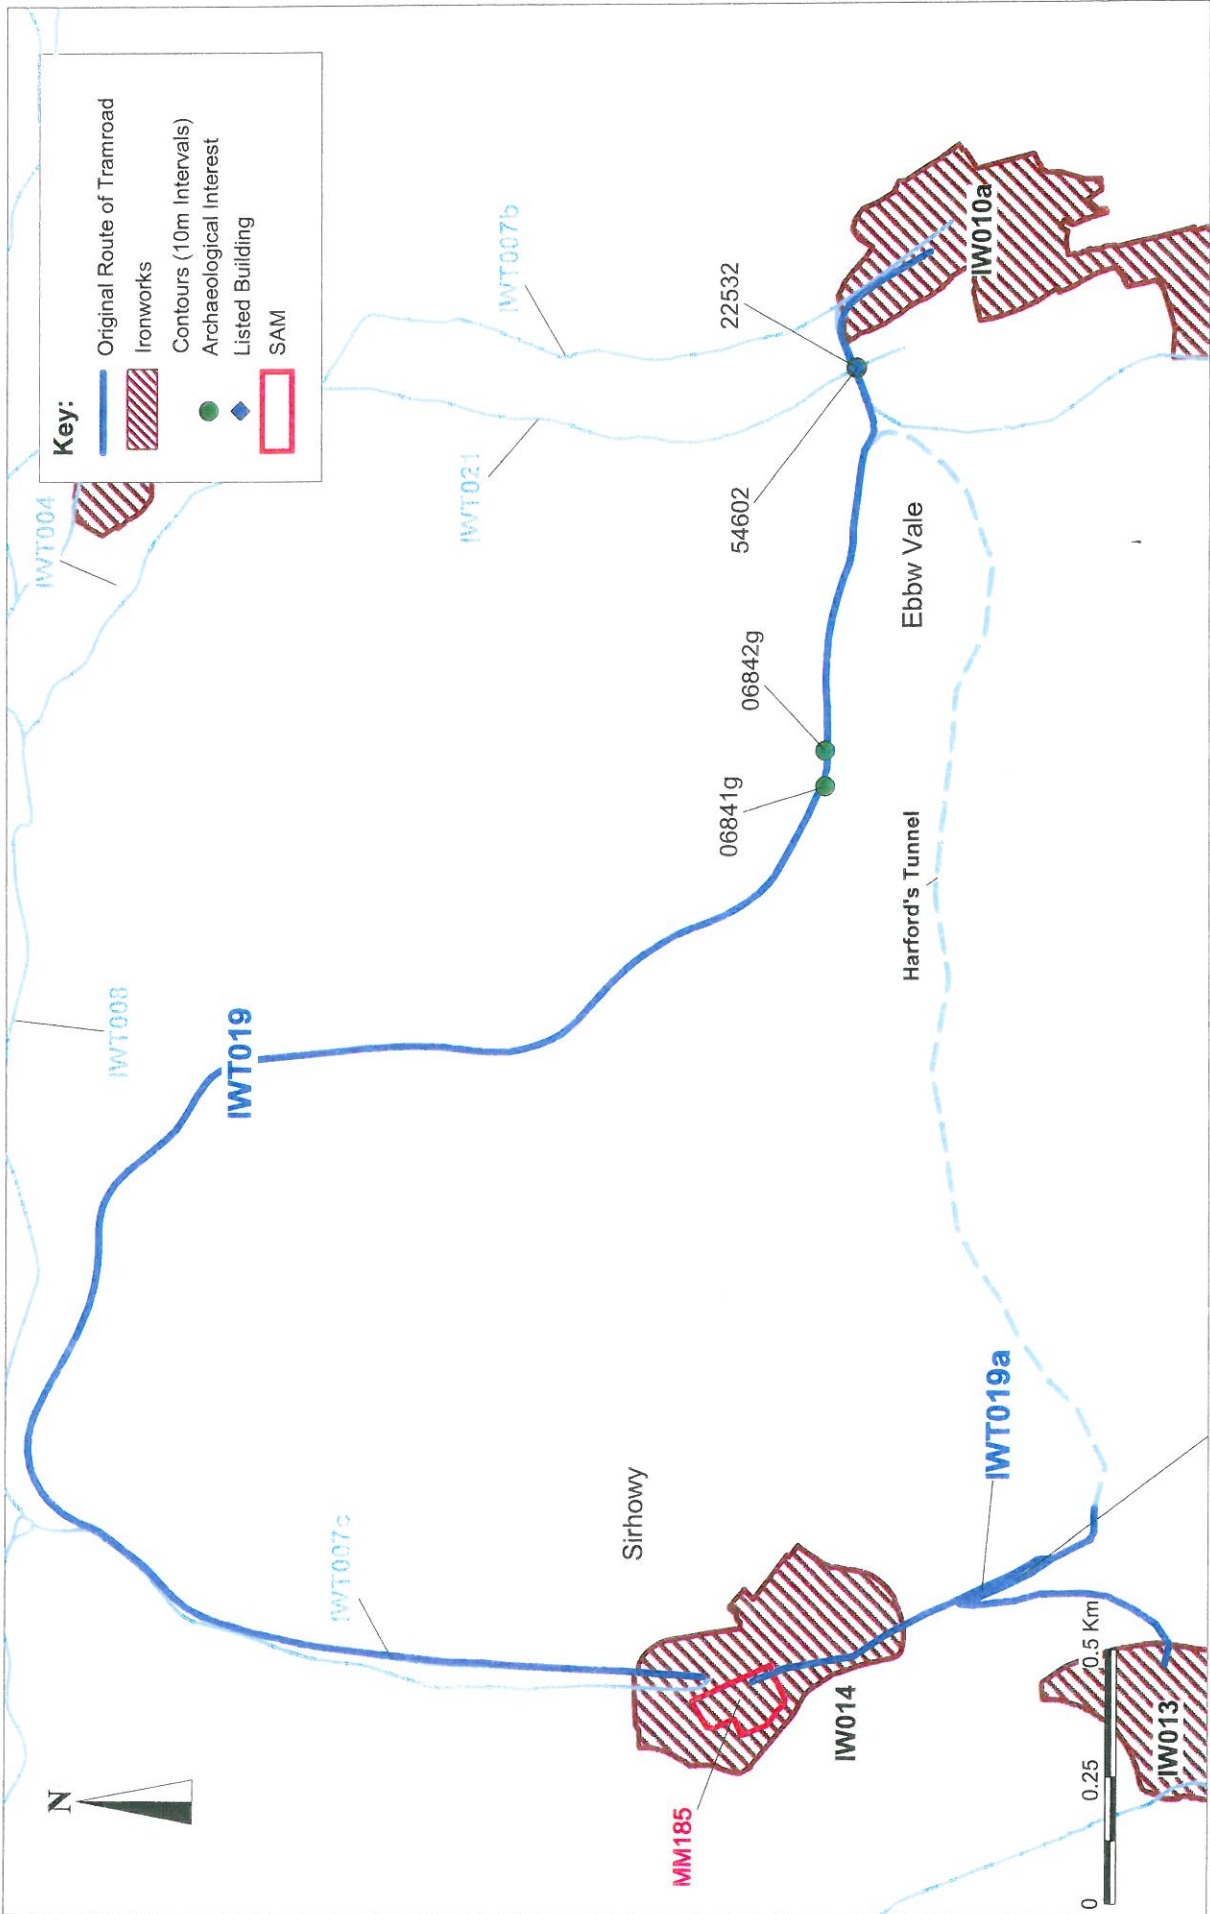 Key:
Original Route of Tramroad
Ironworks
Contours (10m Intervals)
Archaeological Interest
Listed Building
SAM
N
IWT008
IWT004
IWT019
IWT007c
IWT021
IWT007b
Sirhowy
MM185
IW014
06841g
06842g
54602
22532
IW010a
Ebbw Vale
Harford's Tunnel
IWT019a
IW013
0
0.25
0.5 Km